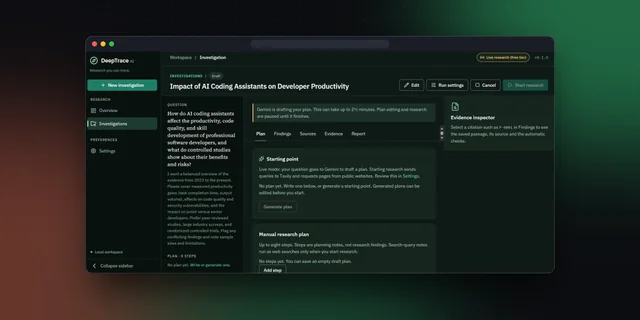 DeepTrace AI
Research you can trace.
+ New investigation
RESEARCH
Overview
Investigations
PREFERENCES
Settings
Local workspace
Collapse sidebar
Workspace / Investigation
Live research (free tier)
INVESTIGATIONS / Draft
Impact of AI Coding Assistants on Developer Productivity
Edit
Run settings
Cancel
Start research
QUESTION
How do AI coding assistants
affect the productivity, code
quality, and skill
development of professional
software developers, and
what do controlled studies
show about their benefits
and risks?
I want a balanced overview of the
evidence from 2022 to the present.
Please cover measured productivity
gains (task completion time, output
volume), effects on code quality and
security vulnerabilities, and the
impact on junior versus senior
developers. Prefer peer-reviewed
studies, large industry surveys, and
randomized controlled trials. Flag any
conflicting findings and note sample
sizes and limitations.
PLAN · 0 STEPS
No plan yet. Write or generate one.
Gemini is drafting your plan. This can take up to 2½ minutes. Plan editing and research
are paused until it finishes.
Plan
Findings
Sources
Evidence
Report
Starting point
Live mode: your question goes to Gemini to draft a plan. Starting research sends
queries to Tavily and requests pages from public websites. Review this in Settings.
No plan yet. Write one below, or generate a starting point. Generated plans can be
edited before you start.
Generate plan
Manual research plan
Up to eight steps. Steps are planning notes, not research findings. Search-query notes
run as web searches only when you start research.
No steps yet. You can save an empty draft plan.
Add step
Evidence inspector
Select a citation such as in Findings to see
the saved passage, its source and the automatic
checks.